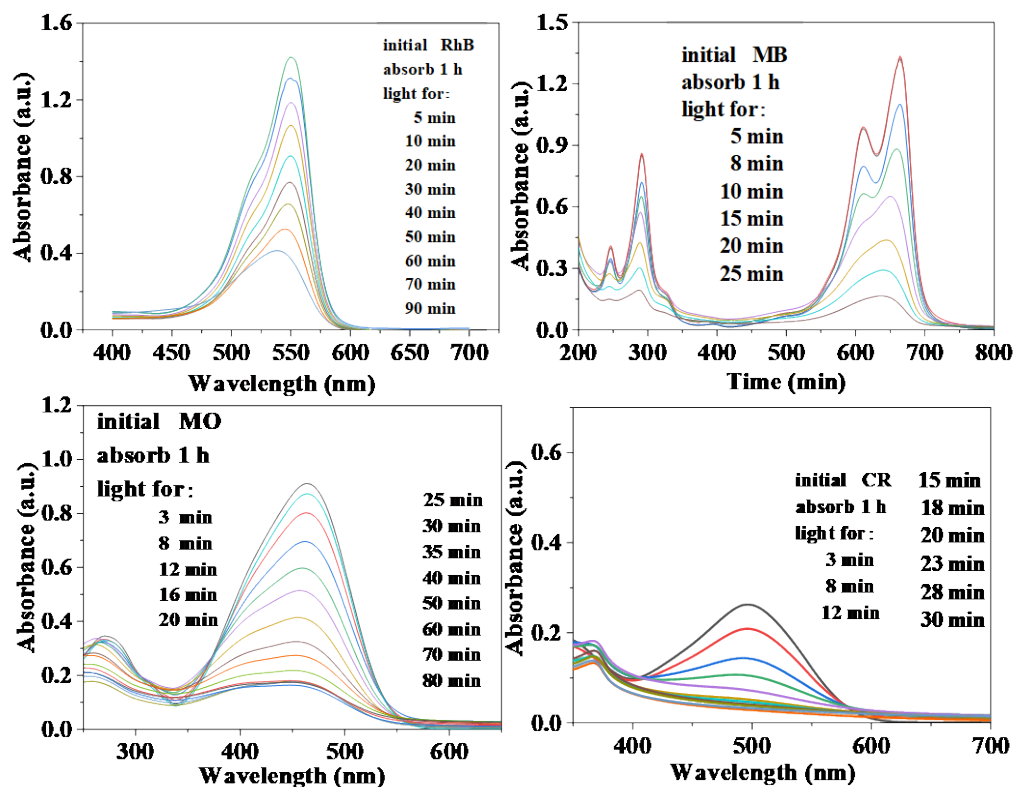 Absorbance (a.u.)
1.6
1.2
0.8
0.4
0.0
initial RhB
absorb 1 h
light for:
5 min
10 min
20 min
30 min
40 min
50 min
60 min
70 min
90 min
400 450 500 550 600 650 700
Wavelength (nm)
Absorbance (a.u.)
1.5
1.2
0.9
0.6
0.3
0.0
initial MB
absorb 1 h
light for:
5 min
8 min
10 min
15 min
20 min
25 min
200 300 400 500 600 700 800
Time (min)
Absorbance (a.u.)
1.2
1.0
0.8
0.6
0.4
0.2
0.0
initial MO
absorb 1 h
light for:
3 min
8 min
12 min
16 min
20 min
25 min
30 min
35 min
40 min
50 min
60 min
70 min
80 min
300 400 500 600
Wavelength (nm)
Absorbance (a.u.)
0.6
0.4
0.2
0.0
initial CR
absorb 1 h
light for:
3 min
8 min
12 min
15 min
18 min
20 min
23 min
28 min
30 min
400 500 600 700
Wavelength (nm)